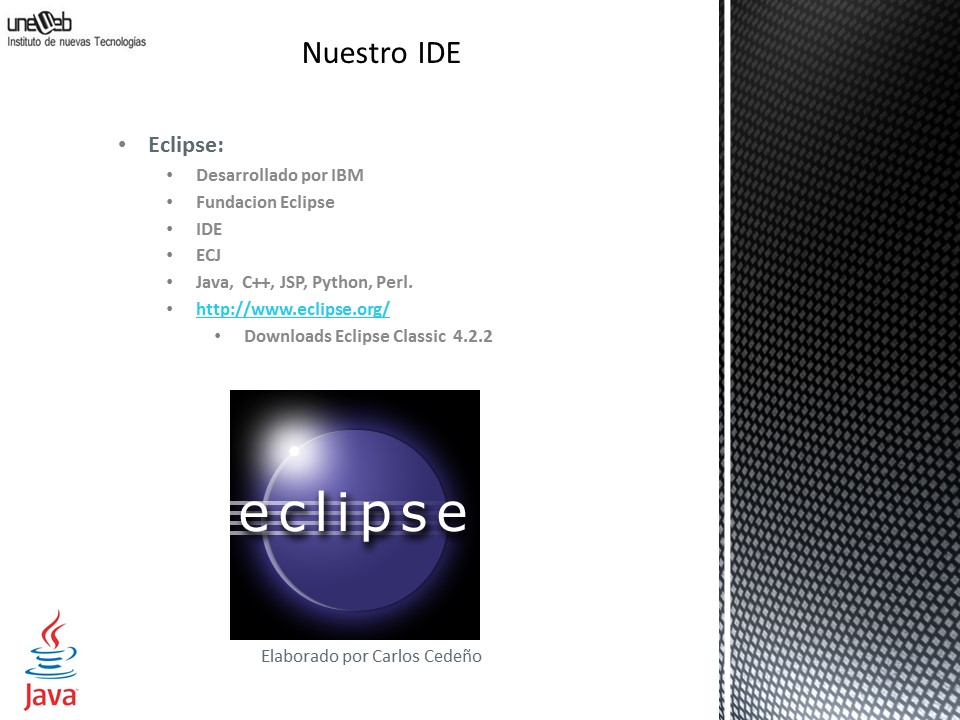 uneWeb
Instituto de nuevas Tecnologías
Nuestro IDE
• Eclipse:
• Desarrollado por IBM
• Fundacion Eclipse
• IDE
• ECJ
• Java, C++, JSP, Python, Perl.
• http://www.eclipse.org/
• Downloads Eclipse Classic 4.2.2
eclipse
Elaborado por Carlos Cedeño
Java